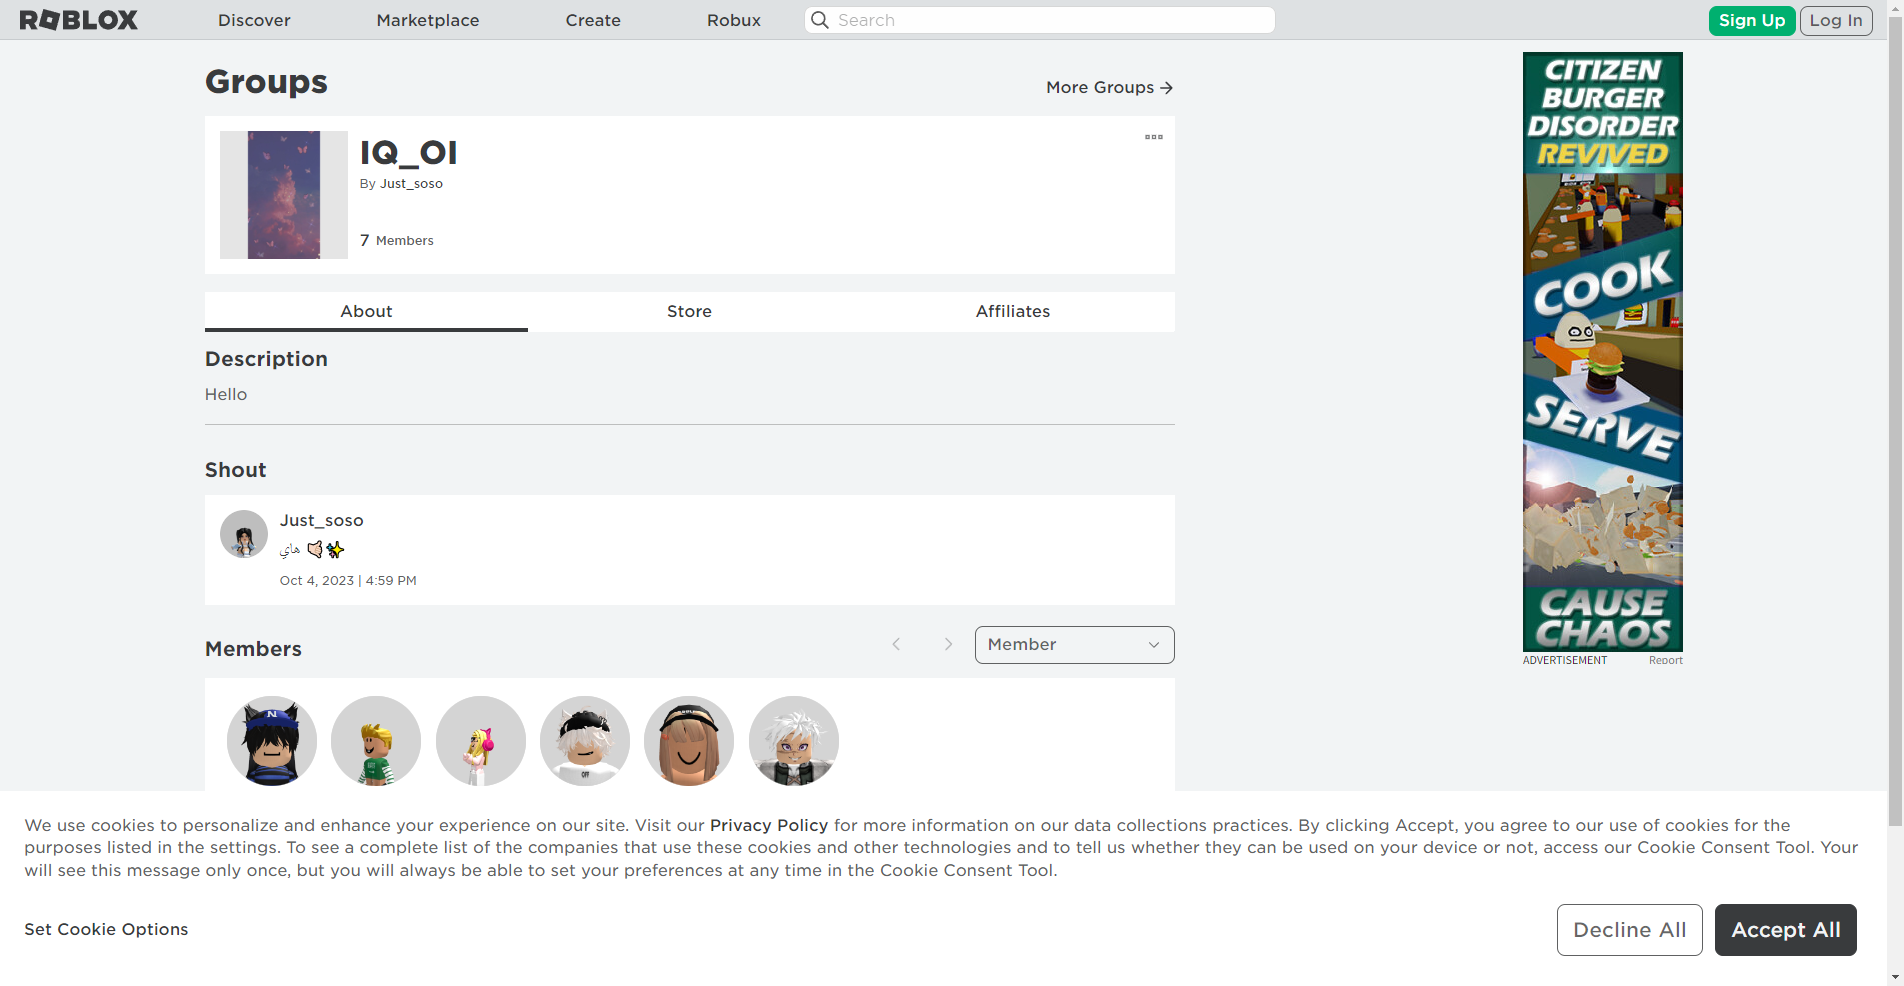 ROBLOX
Discover
Marketplace
Create
Robux
Search
Sign Up
Log In
Groups
More Groups
IQ_OI
By Just_soso
7 Members
About
Store
Affiliates
Description
Hello
Shout
Just_soso
هاي 👍🏻✨
Oct 4, 2023 | 4:59 PM
Members
Member
CITIZEN
BURGER
DISORDER
REVIVED
COOK
SERVE
CAUSE
CHAOS
ADVERTISEMENT
Report
N
OFF
We use cookies to personalize and enhance your experience on our site. Visit our Privacy Policy for more information on our data collections practices. By clicking Accept, you agree to our use of cookies for the
purposes listed in the settings. To see a complete list of the companies that use these cookies and other technologies and to tell us whether they can be used on your device or not, access our Cookie Consent Tool. Your
will see this message only once, but you will always be able to set your preferences at any time in the Cookie Consent Tool.
Set Cookie Options
Decline All
Accept All